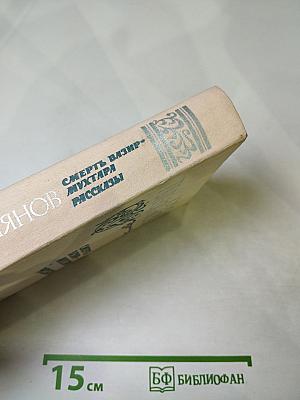 ЯНОВ
СМЕРТЬ ВАЗИР-
МУХТАРА
РАССКАЗЫ
15 см
БФ БИБЛИОФАН